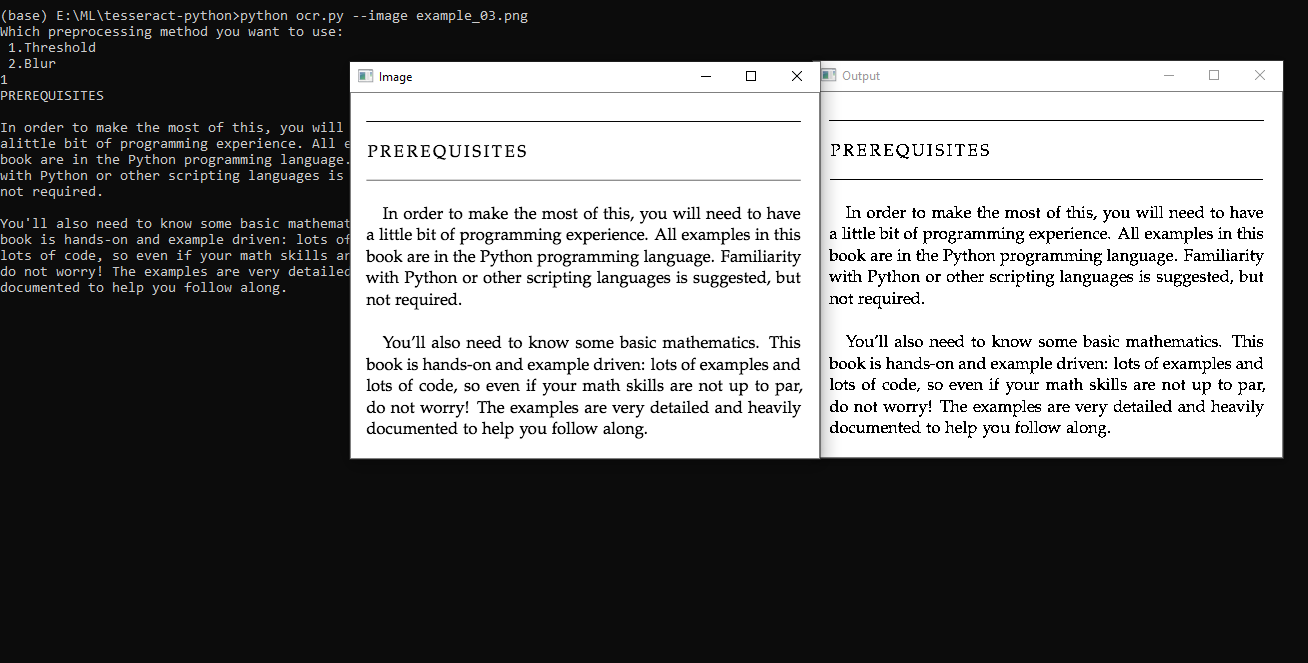 (base) E:\ML\tesseract-python>python ocr.py --image example_03.png
Which preprocessing method you want to use:
1.Threshold
2.Blur
1
PREREQUISITES
In order to make the most of this, you will
alittle bit of programming experience. All
book are in the Python programming language.
with Python or other scripting languages is
not required.
You'll also need to know some basic
book is hands-on and example driven: lots of
lots of code, so even if your math skills
do not worry! The examples are very detailed
documented to help you follow along.
Image
PREREQUISITES
In order to make the most of this, you will need to have
a little bit of programming experience. All examples in this
book are in the Python programming language. Familiarity
with Python or other scripting languages is suggested, but
not required.
You’ll also need to know some basic mathematics. This
book is hands-on and example driven: lots of examples and
lots of code, so even if your math skills are not up to par,
do not worry! The examples are very detailed and heavily
documented to help you follow along.
Output
PREREQUISITES
In order to make the most of this, you will need to have
a little bit of programming experience. All examples in this
book are in the Python programming language. Familiarity
with Python or other scripting languages is suggested, but
not required.
You’ll also need to know some basic mathematics. This
book is hands-on and example driven: lots of examples and
lots of code, so even if your math skills are not up to par,
do not worry! The examples are very detailed and heavily
documented to help you follow along.